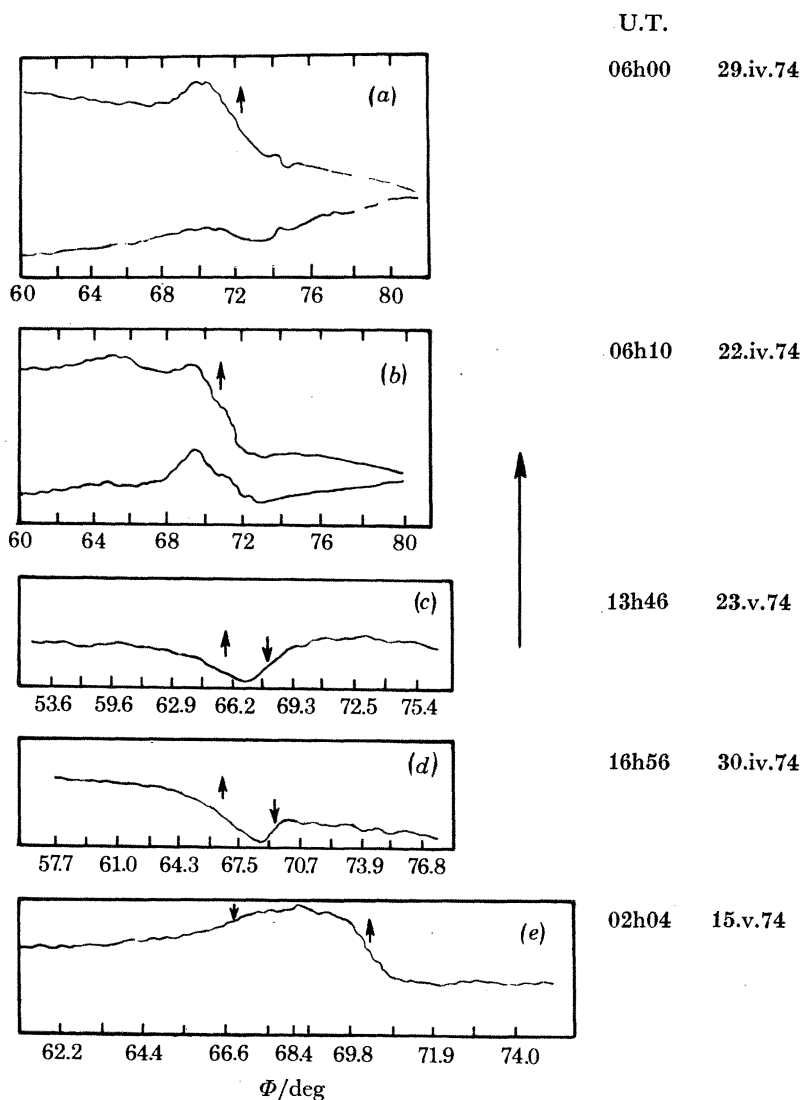 U.T.
06h00 29.iv.74
(a)
60 64 68 72 76 80
06h10 22.iv.74
(b)
60 64 68 72 76 80
13h46 23.v.74
(c)
53.6 59.6 62.9 66.2 69.3 72.5 75.4
16h56 30.iv.74
(d)
57.7 61.0 64.3 67.5 70.7 73.9 76.8
02h04 15.v.74
(e)
62.2 64.4 66.6 68.4 69.8 71.9 74.0
Φ/deg